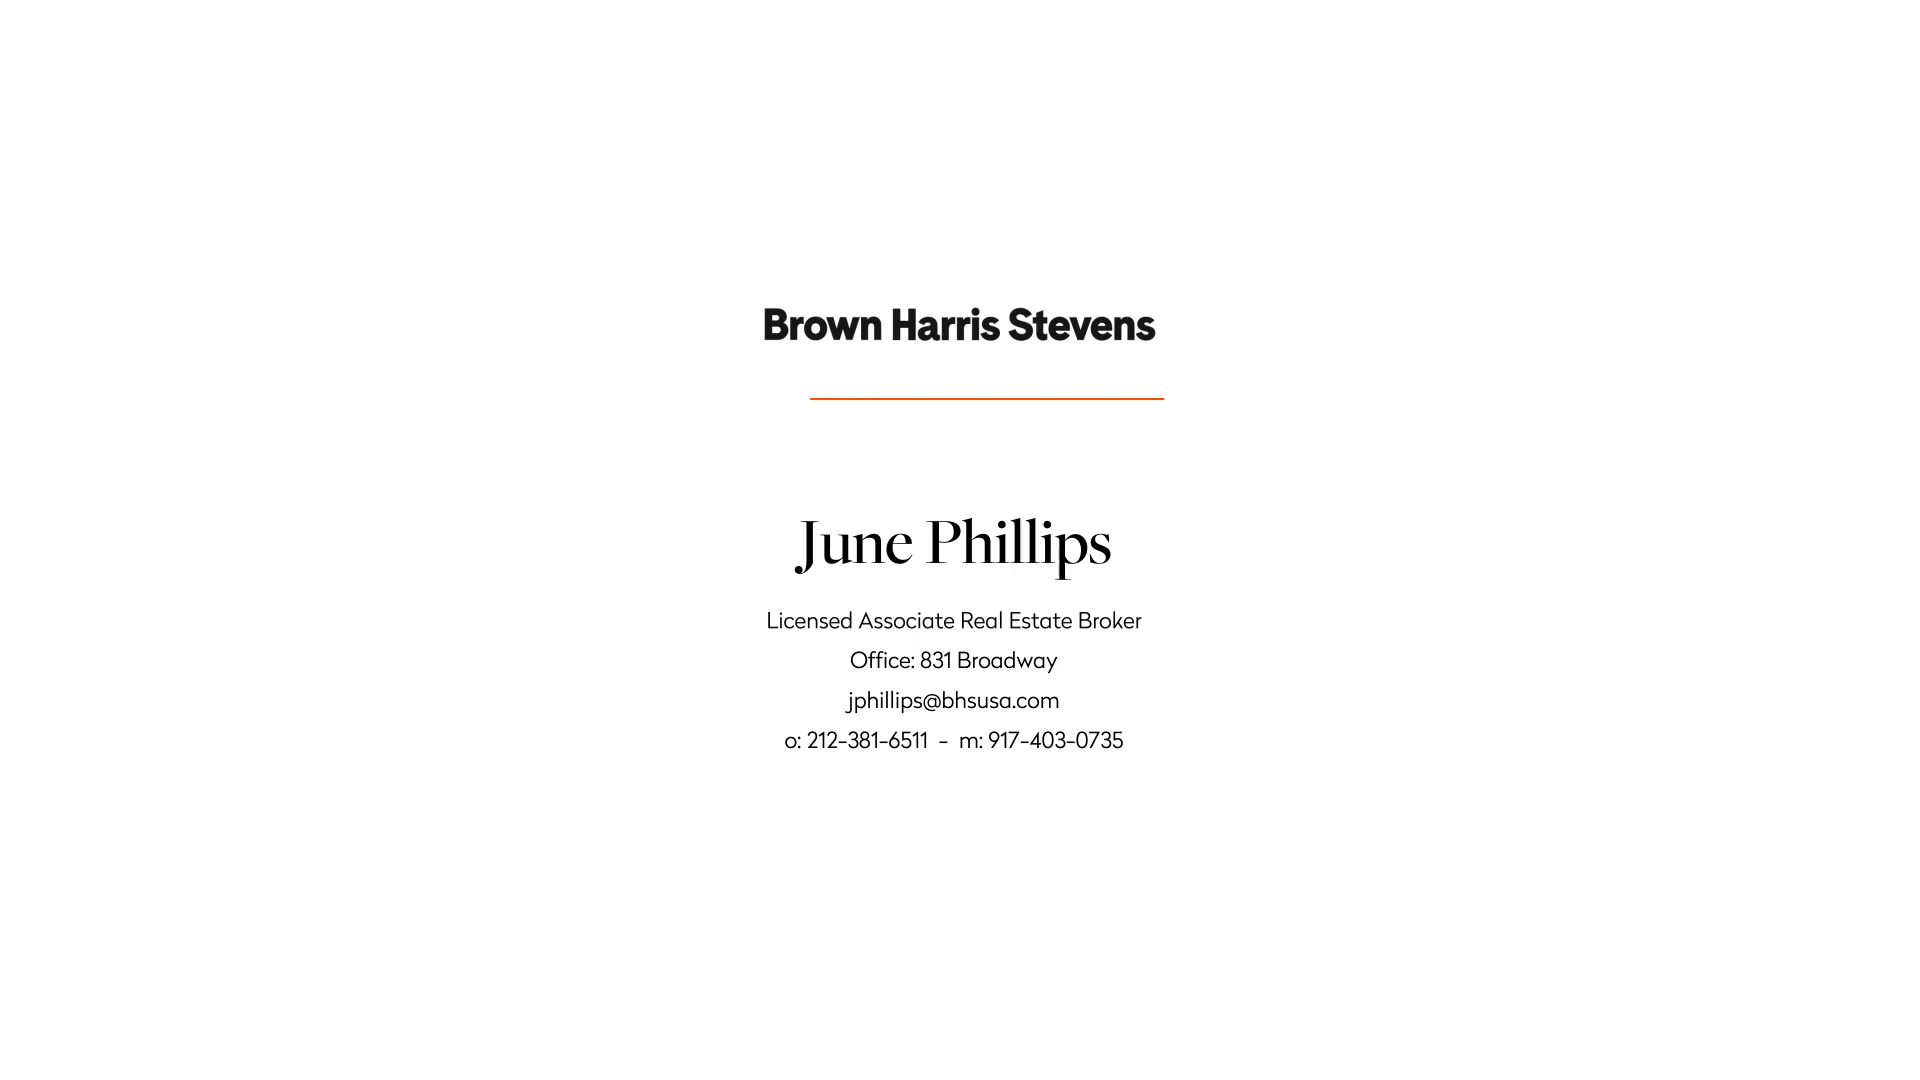 Brown Harris Stevens
June Phillips
Licensed Associate Real Estate Broker
Office: 831 Broadway
jphillips@bhsusa.com
o: 212-381-6511 - m: 917-403-0735